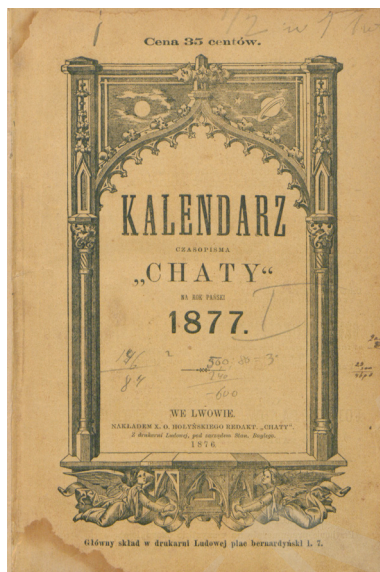 Cena 35 centów.
KALENDARZ
CZASOPISMA
„CHATY“
NA ROK PAŃSKI
1877.
WE LWOWIE.
NAKŁADEM X. O. HOŁYŃSKIEGO REDAKT. „CHATY“.
Z drukarni Ludowej, pod zarządem Stan. Baylego.
1876
Główny skład w drukarni Ludowej plac bernardyński l. 7.